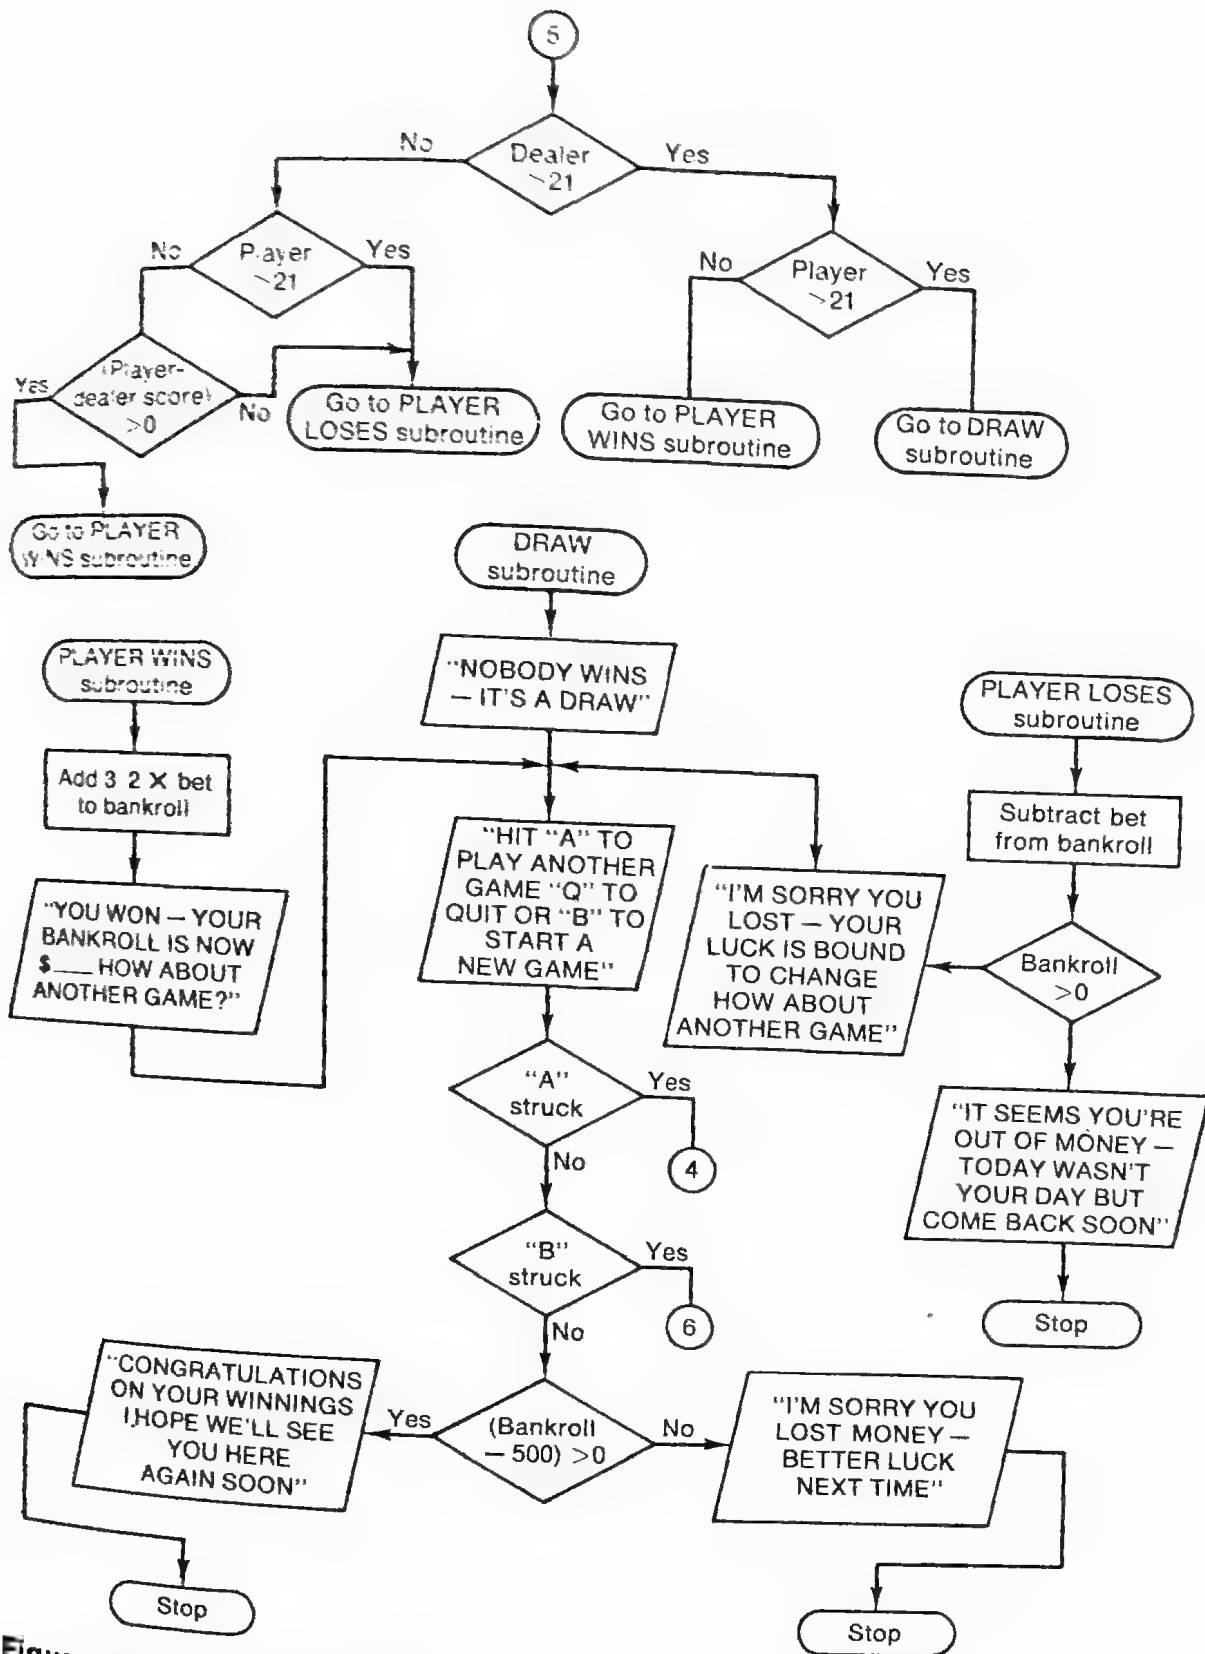 5
Dealer
>21
No
Yes
Player
>21
No
Yes
Player
>21
No
Yes
(Player-
dealer score)
>0
Yes
No
Go to PLAYER
LOSES subroutine
Go to PLAYER
WINS subroutine
Go to DRAW
subroutine
Go to PLAYER
WINS subroutine
DRAW
subroutine
"NOBODY WINS
— IT'S A DRAW"
PLAYER WINS
subroutine
Add 3 2 X bet
to bankroll
"YOU WON — YOUR
BANKROLL IS NOW
$___ HOW ABOUT
ANOTHER GAME?"
"HIT "A" TO
PLAY ANOTHER
GAME "Q" TO
QUIT OR "B" TO
START A
NEW GAME"
PLAYER LOSES
subroutine
Subtract bet
from bankroll
Bankroll
>0
"I'M SORRY YOU
LOST — YOUR
LUCK IS BOUND
TO CHANGE
HOW ABOUT
ANOTHER GAME"
"IT SEEMS YOU'RE
OUT OF MONEY —
TODAY WASN'T
YOUR DAY BUT
COME BACK SOON"
Stop
"A"
struck
Yes
No
4
"B"
struck
Yes
No
6
(Bankroll
– 500) >0
Yes
No
"CONGRATULATIONS
ON YOUR WINNINGS
I HOPE WE'LL SEE
YOU HERE
AGAIN SOON"
"I'M SORRY YOU
LOST MONEY —
BETTER LUCK
NEXT TIME"
Stop
Stop